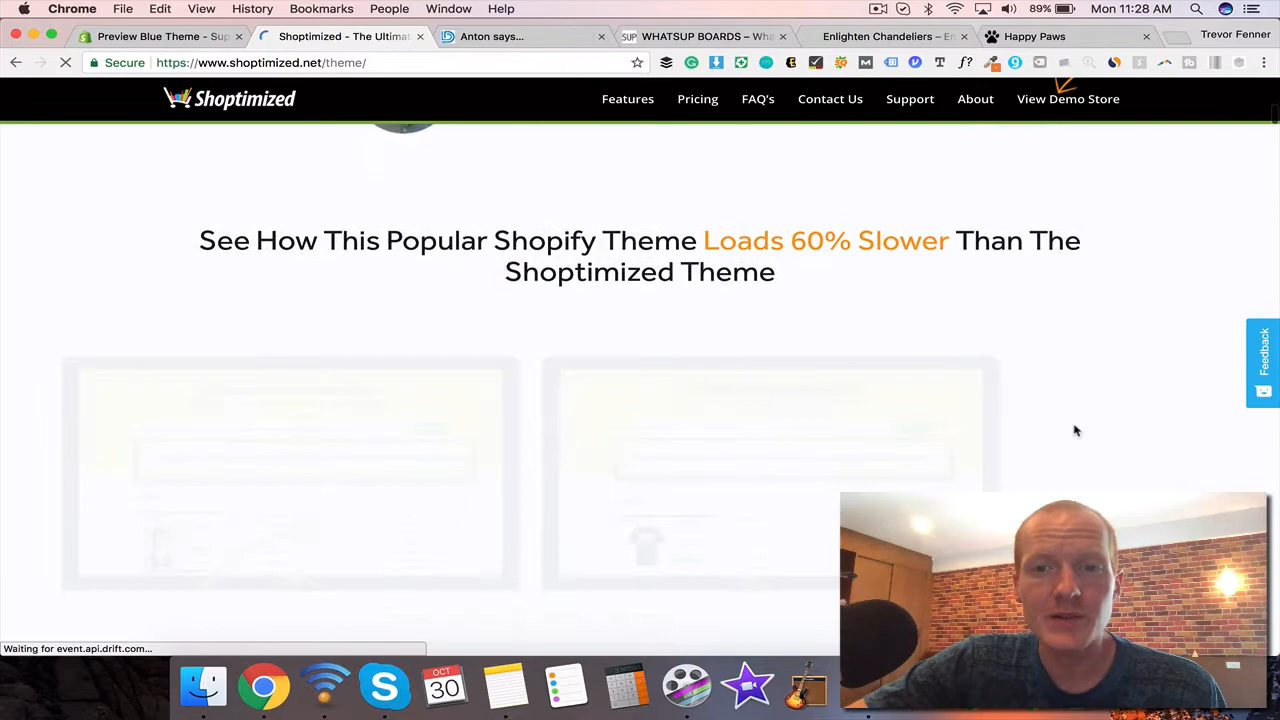 Chrome File Edit View History Bookmarks People Window Help 89% Mon 11:28 AM
Preview Blue Theme - Sup Shoptimized - The Ultimat Anton says... WHATSUP BOARDS – Wha Enlighten Chandeliers – En Happy Paws Trevor Fenner
Secure https://www.shoptimized.net/theme/
Shoptimized Features Pricing FAQ's Contact Us Support About View Demo Store
See How This Popular Shopify Theme Loads 60% Slower Than The
Shoptimized Theme
Feedback
Waiting for event.api.drift.com...
OCT
30